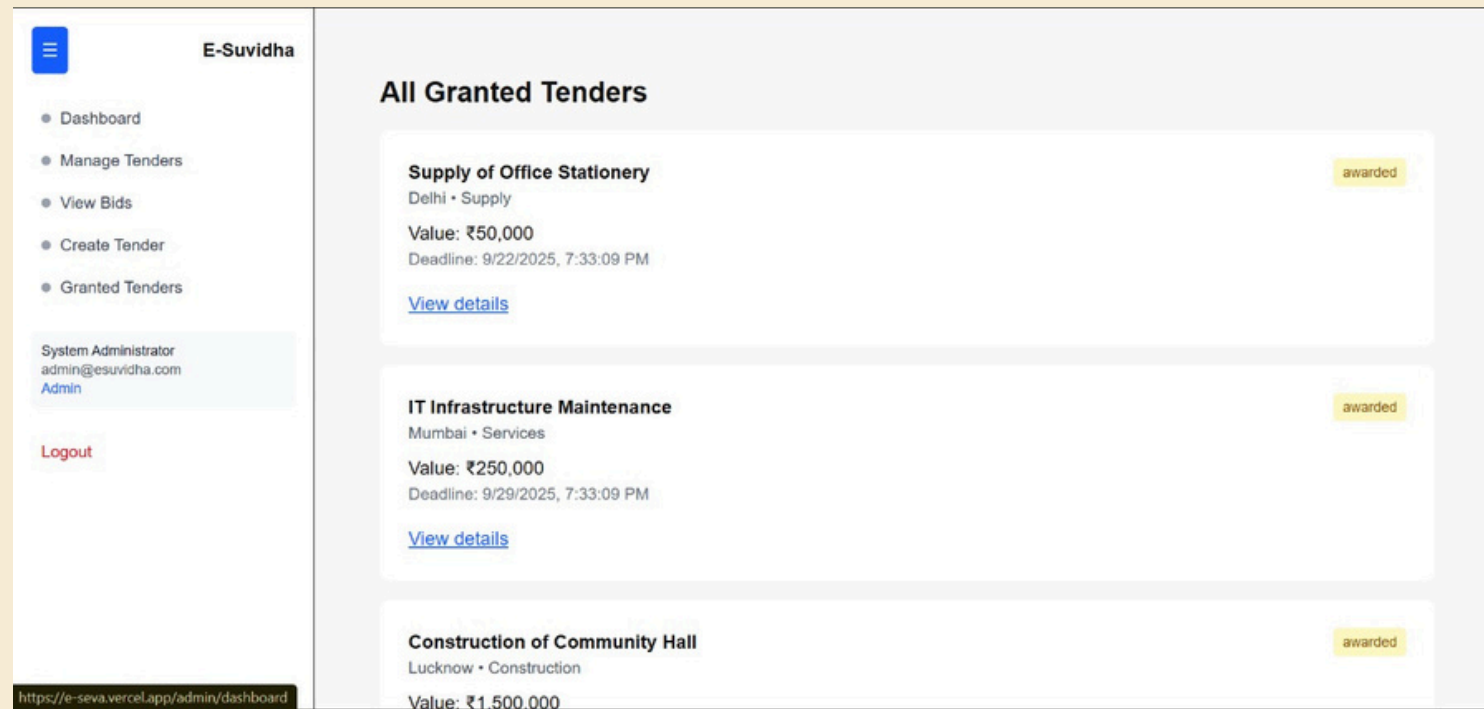 ☰
E-Suvidha
Dashboard
Manage Tenders
View Bids
Create Tender
Granted Tenders
System Administrator
admin@esuvidha.com
Admin
Logout
https://e-seva.vercel.app/admin/dashboard
All Granted Tenders
Supply of Office Stationery
awarded
Delhi • Supply
Value: ₹50,000
Deadline: 9/22/2025, 7:33:09 PM
View details
IT Infrastructure Maintenance
awarded
Mumbai • Services
Value: ₹250,000
Deadline: 9/29/2025, 7:33:09 PM
View details
Construction of Community Hall
awarded
Lucknow • Construction
Value: ₹1,500,000